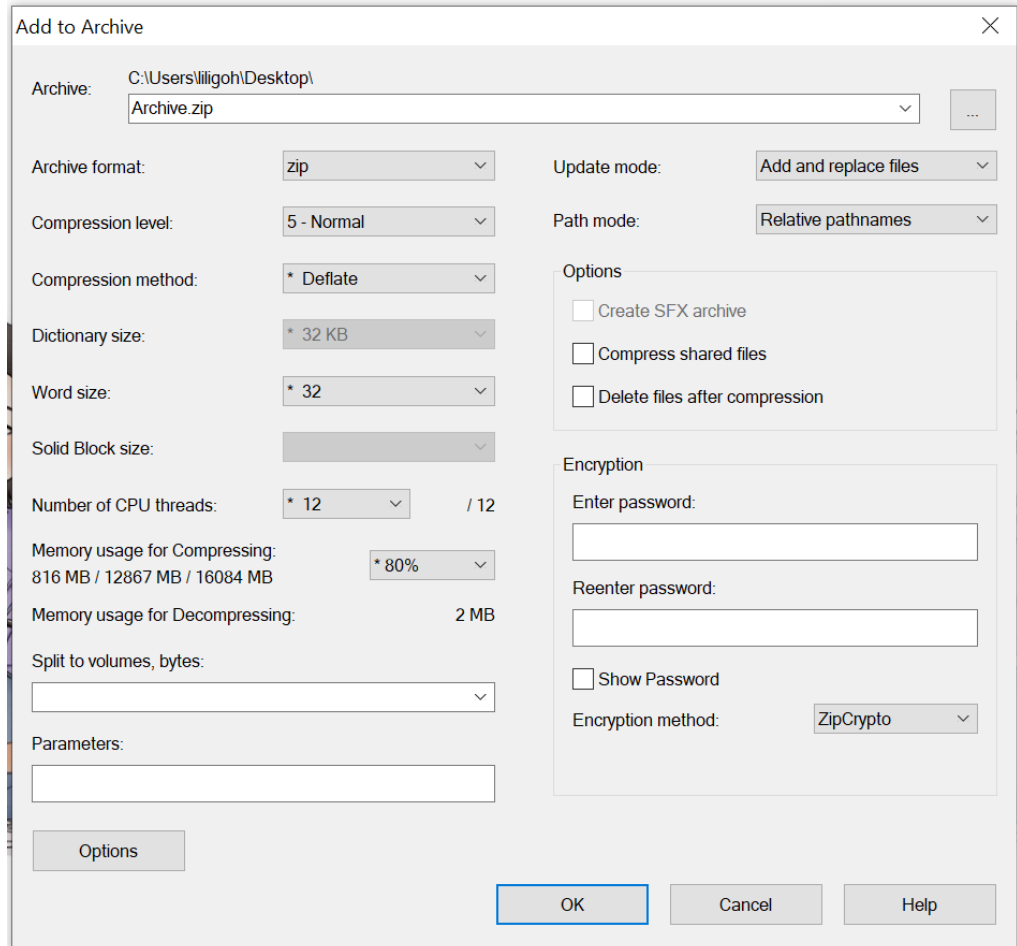 Add to Archive
Archive:
C:\Users\liligoh\Desktop\
Archive.zip
...
Archive format:
zip
Compression level:
5 - Normal
Compression method:
* Deflate
Dictionary size:
* 32 KB
Word size:
* 32
Solid Block size:
Number of CPU threads:
* 12
/ 12
Memory usage for Compressing:
816 MB / 12867 MB / 16084 MB
* 80%
Memory usage for Decompressing:
2 MB
Split to volumes, bytes:
Parameters:
Options
Update mode:
Add and replace files
Path mode:
Relative pathnames
Options
Create SFX archive
Compress shared files
Delete files after compression
Encryption
Enter password:
Reenter password:
Show Password
Encryption method:
ZipCrypto
OK
Cancel
Help